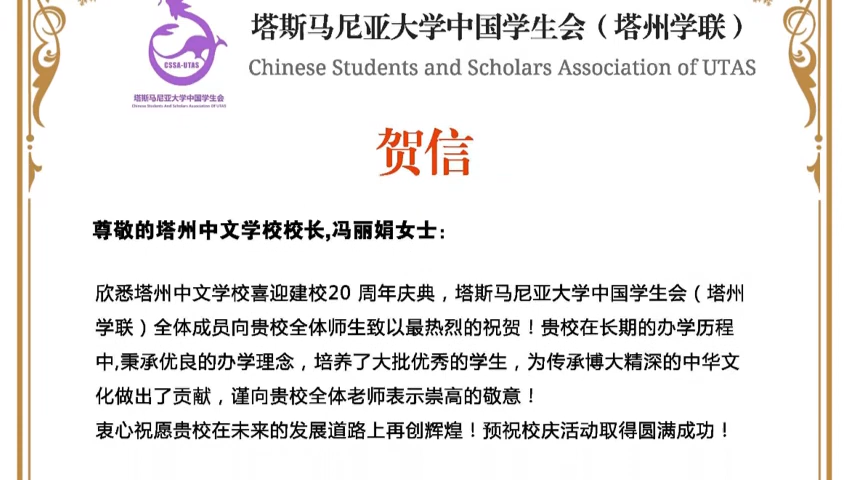 塔斯马尼亚大学中国学生会（塔州学联）
Chinese Students and Scholars Association of UTAS
CSSA-UTAS
塔斯马尼亚大学中国学生会
Chinese Students And Scholars Association OF UTAS
贺信
尊敬的塔州中文学校校长,冯丽娟女士：
欣悉塔州中文学校喜迎建校20 周年庆典，塔斯马尼亚大学中国学生会（塔州
学联）全体成员向贵校全体师生致以最热烈的祝贺！贵校在长期的办学历程
中,秉承优良的办学理念，培养了大批优秀的学生，为传承博大精深的中华文
化做出了贡献，谨向贵校全体老师表示崇高的敬意！
衷心祝愿贵校在未来的发展道路上再创辉煌！预祝校庆活动取得圆满成功！